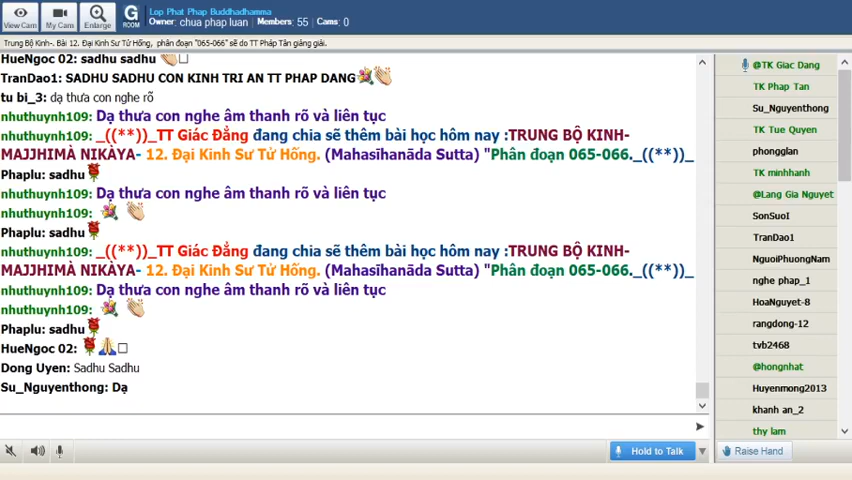 View Cam
My Cam
Enlarge
G
ROOM
Lop Phat Phap Buddhadhamma
Owner: chua phap luan Members: 55 Cams: 0
Trung Bộ Kinh-. Bài 12. Đại Kinh Sư Tử Hống, phân đoạn "065-066" sẽ do TT Pháp Tân giảng giải.
HueNgoc 02: sadhu sadhu
TranDao1: SADHU SADHU CON KINH TRI AN TT PHAP DANG
tu bi_3: dạ thưa con nghe rõ
nhuthuynh109: Dạ thưa con nghe âm thanh rõ và liên tục
nhuthuynh109: _((**))_TT Giác Đẳng đang chia sẽ thêm bài học hôm nay :TRUNG BỘ KINH-
MAJJHIMÀ NIKÀYA- 12. Đại Kinh Sư Tử Hống. (Mahasīhanāda Sutta) "Phân đoạn 065-066._((**))_
Phaplu: sadhu
nhuthuynh109: Dạ thưa con nghe âm thanh rõ và liên tục
nhuthuynh109:
Phaplu: sadhu
nhuthuynh109: _((**))_TT Giác Đẳng đang chia sẽ thêm bài học hôm nay :TRUNG BỘ KINH-
MAJJHIMÀ NIKÀYA- 12. Đại Kinh Sư Tử Hống. (Mahasīhanāda Sutta) "Phân đoạn 065-066._((**))_
nhuthuynh109: Dạ thưa con nghe âm thanh rõ và liên tục
nhuthuynh109:
Phaplu: sadhu
HueNgoc 02:
Dong Uyen: Sadhu Sadhu
Su_Nguyenthong: Dạ
@TK Giac Dang
TK Phap Tan
Su_Nguyenthong
TK Tue Quyen
phongglan
TK minhhanh
@Lang Gia Nguyet
SonSuoI
TranDao1
NguoiPhuongNam
nghe phap_1
HoaNguyet-8
rangdong-12
tvb2468
@hongnhat
Huyenmong2013
khanh an_2
thy lam
Hold to Talk
Raise Hand